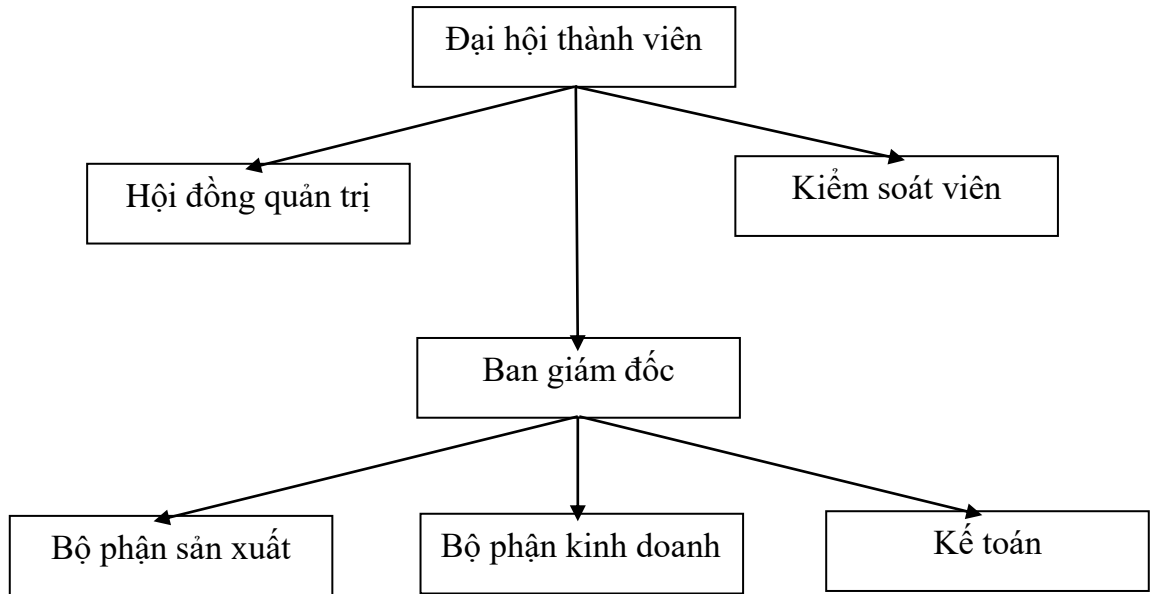 Đại hội thành viên
Hội đồng quản trị
Kiểm soát viên
Ban giám đốc
Bộ phận sản xuất
Bộ phận kinh doanh
Kế toán